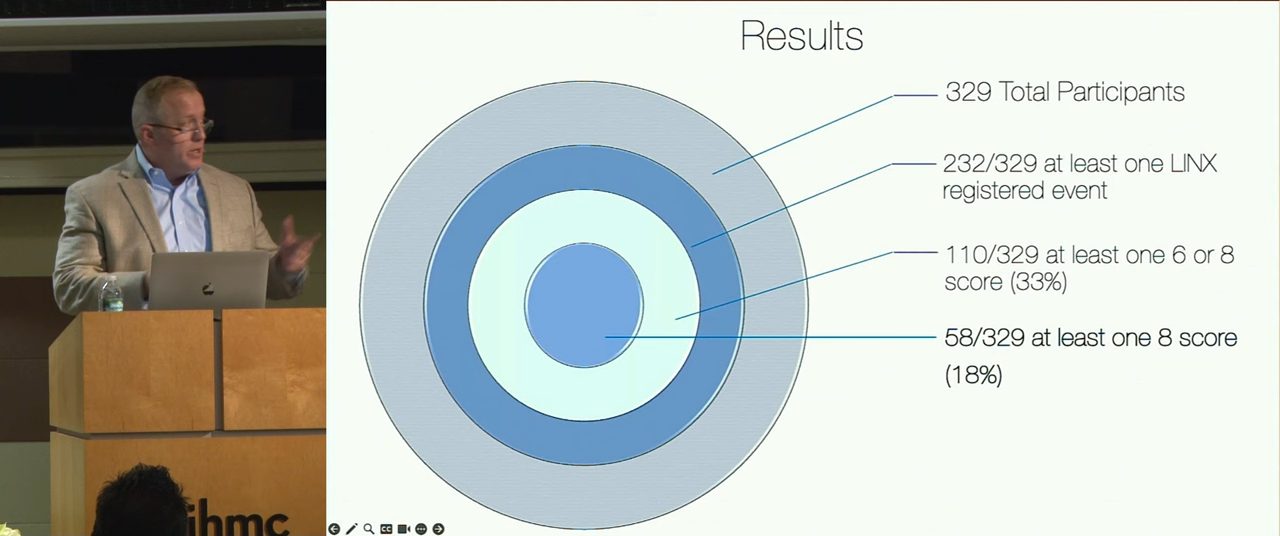 Results
329 Total Participants
232/329 at least one LINX
registered event
110/329 at least one 6 or 8
score (33%)
58/329 at least one 8 score
(18%)
CC
ihmc